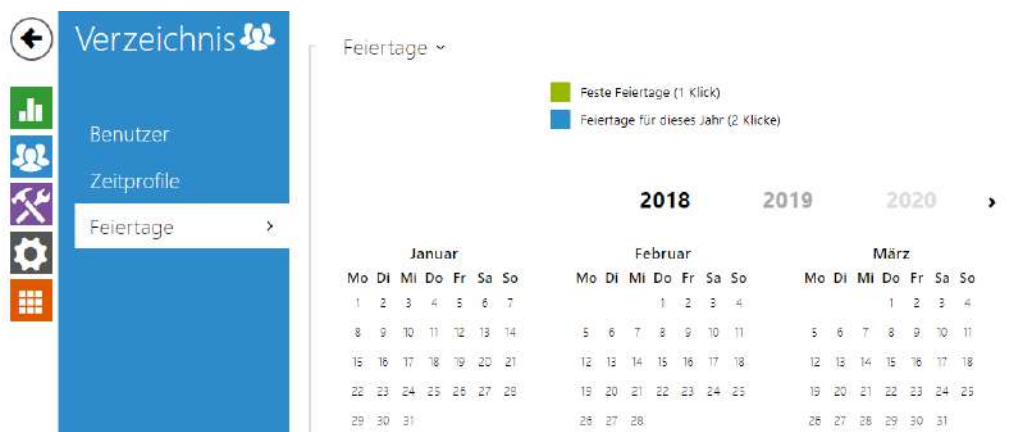 Verzeichnis
Benutzer
Zeitprofile
Feiertage
Feiertage
Feste Feiertage (1 Klick)
Feiertage für dieses Jahr (2 Klicke)
2018 2019 2020
Januar
Mo Di Mi Do Fr Sa So
1 2 3 4 5 6 7
8 9 10 11 12 13 14
15 16 17 18 19 20 21
22 23 24 25 26 27 28
29 30 31
Februar
Mo Di Mi Do Fr Sa So
1 2 3 4
5 6 7 8 9 10 11
12 13 14 15 16 17 18
19 20 21 22 23 24 25
26 27 28
März
Mo Di Mi Do Fr Sa So
1 2 3 4
5 6 7 8 9 10 11
12 13 14 15 16 17 18
19 20 21 22 23 24 25
26 27 28 29 30 31